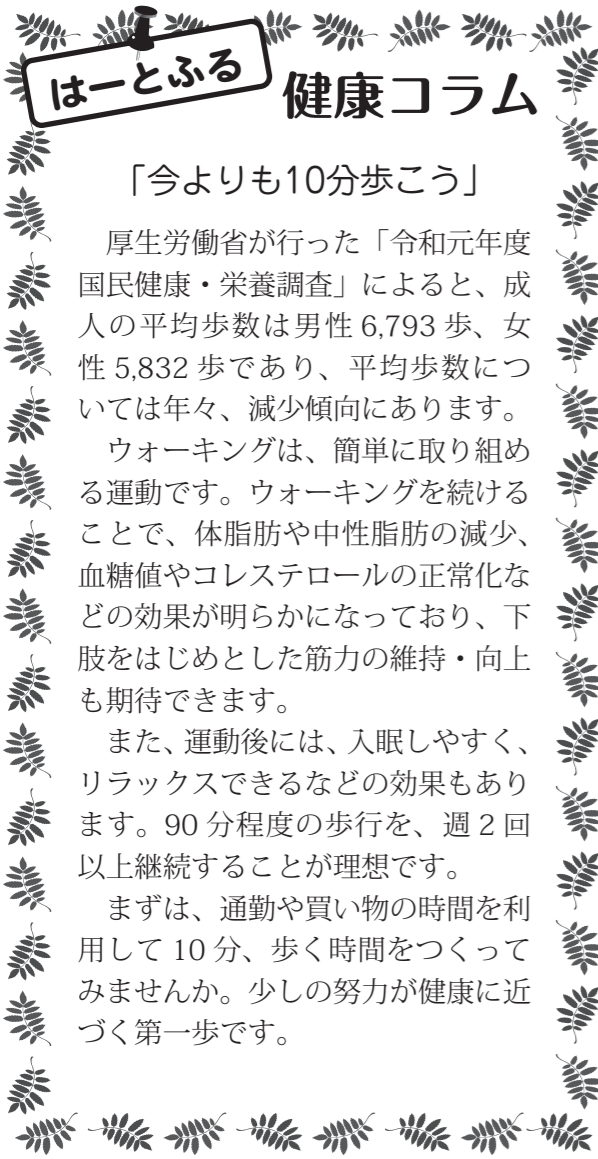 はーとふる
健康コラム
「今よりも10分歩こう」
　厚生労働省が行った「令和元年度
国民健康・栄養調査」によると、成
人の平均歩数は男性 6,793 歩、女
性 5,832 歩であり、平均歩数につ
いては年々、減少傾向にあります。
　ウォーキングは、簡単に取り組め
る運動です。ウォーキングを続ける
ことで、体脂肪や中性脂肪の減少、
血糖値やコレステロールの正常化な
どの効果が明らかになっており、下
肢をはじめとした筋力の維持・向上
も期待できます。
　また、運動後には、入眠しやすく、
リラックスできるなどの効果もあり
ます。90 分程度の歩行を、週 2 回
以上継続することが理想です。
　まずは、通勤や買い物の時間を利
用して 10 分、歩く時間をつくって
みませんか。少しの努力が健康に近
づく第一歩です。